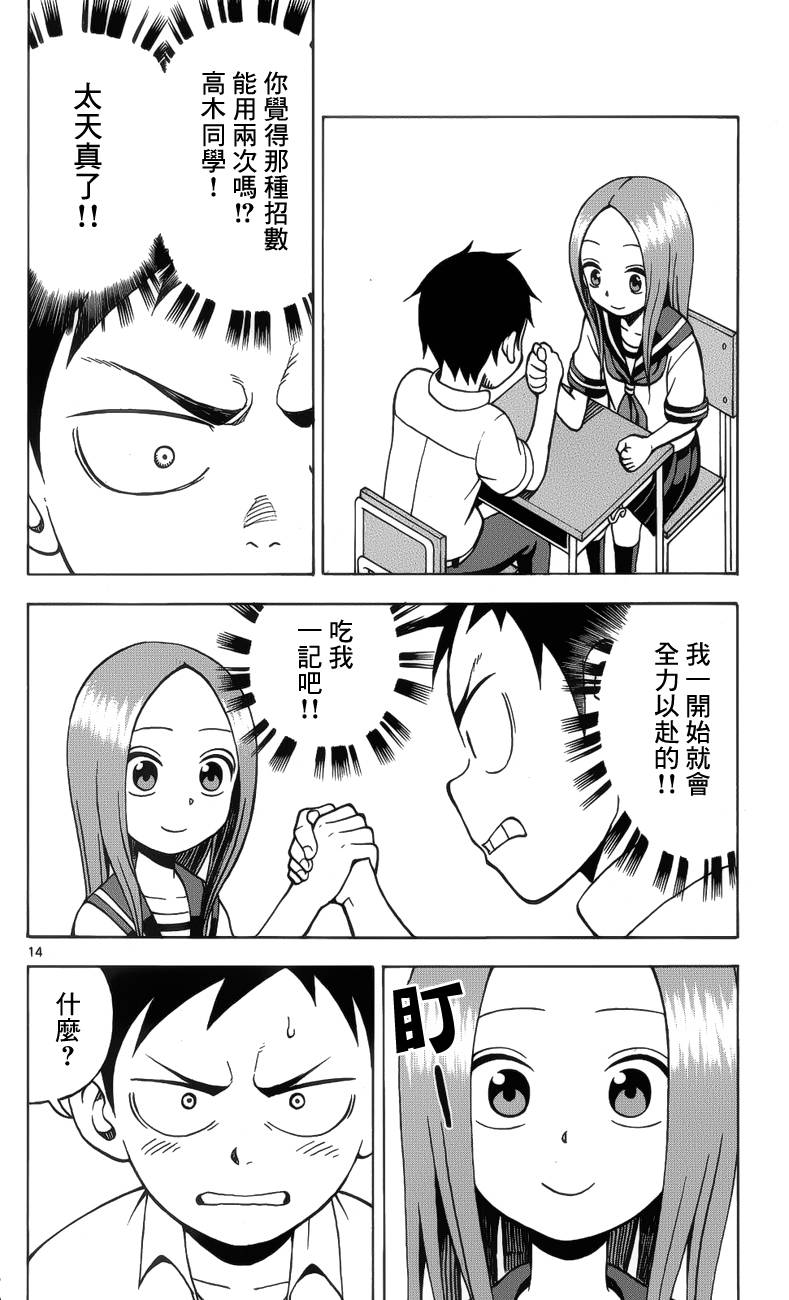 你覺得那種招數
能用兩次嗎!?
高木同學！
太天真了!!
我一開始就會
全力以赴的!!
吃我
一記吧!!
14
盯ー
什麼？